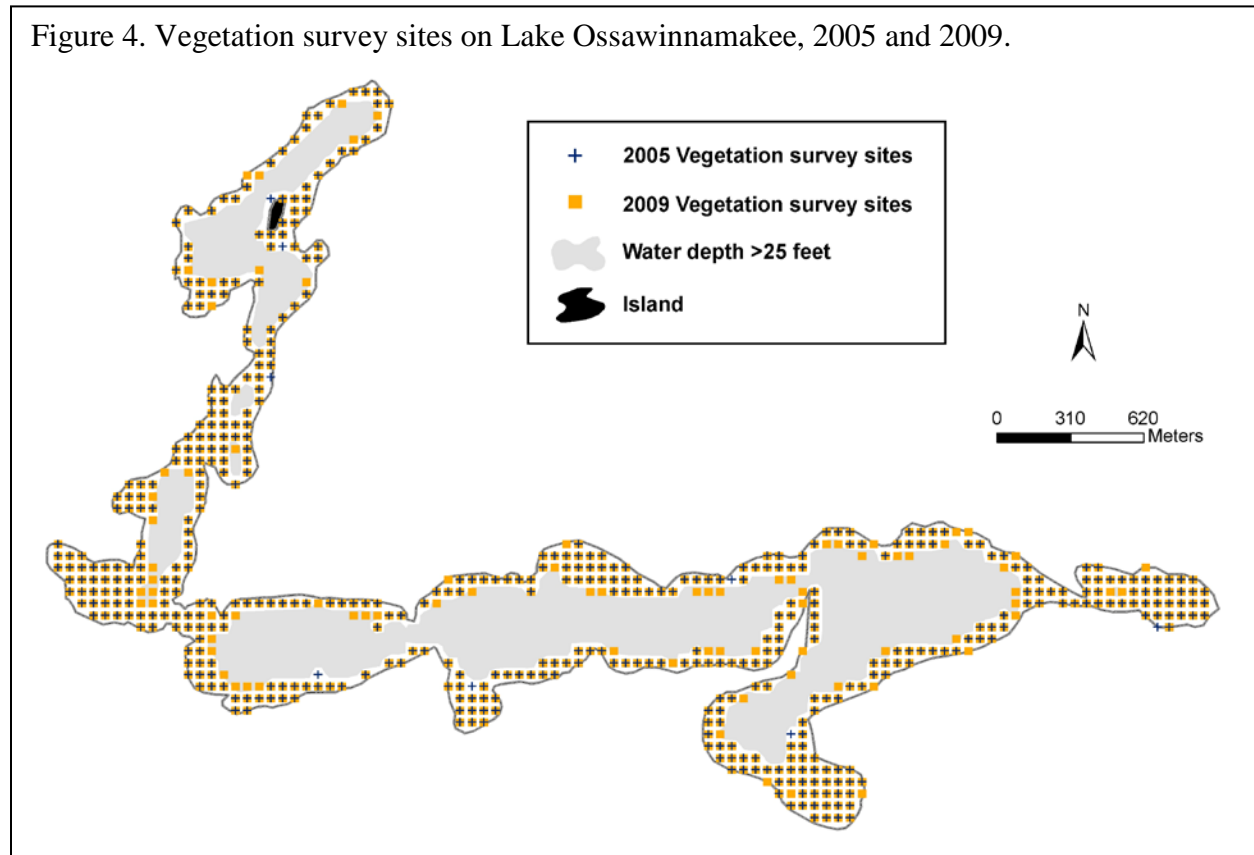 Figure 4. Vegetation survey sites on Lake Ossawinnamakee, 2005 and 2009.
2005 Vegetation survey sites
2009 Vegetation survey sites
Water depth >25 feet
Island
N
0 310 620
Meters